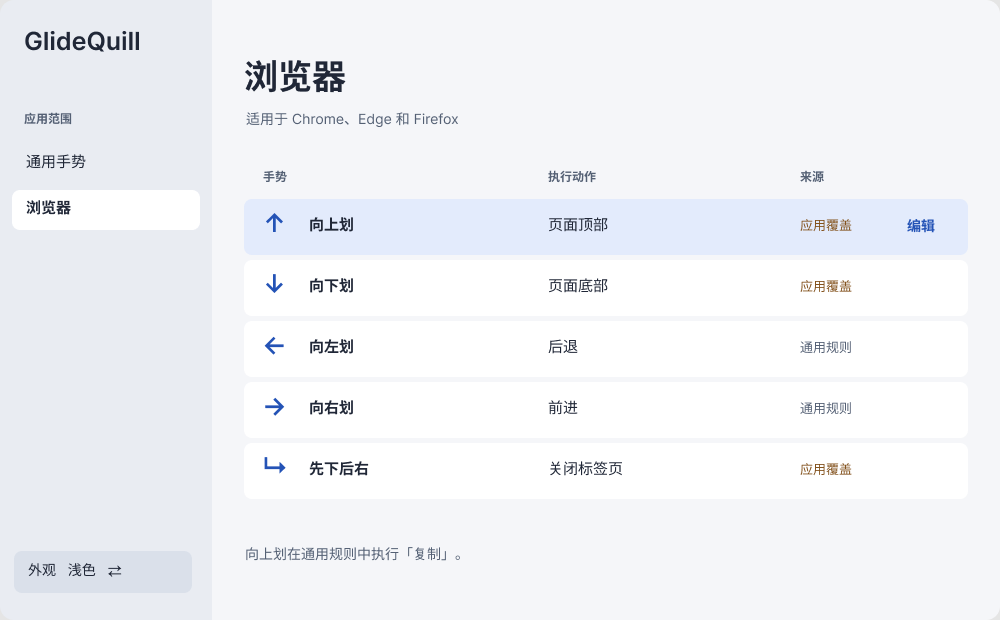 GlideQuill
应用范围
通用手势
浏览器
外观 浅色 ⇄
浏览器
适用于 Chrome、Edge 和 Firefox
手势 执行动作 来源
↑ 向上划 页面顶部 应用覆盖 编辑
↓ 向下划 页面底部 应用覆盖
← 向左划 后退 通用规则
→ 向右划 前进 通用规则
↳ 先下后右 关闭标签页 应用覆盖
向上划在通用规则中执行「复制」。